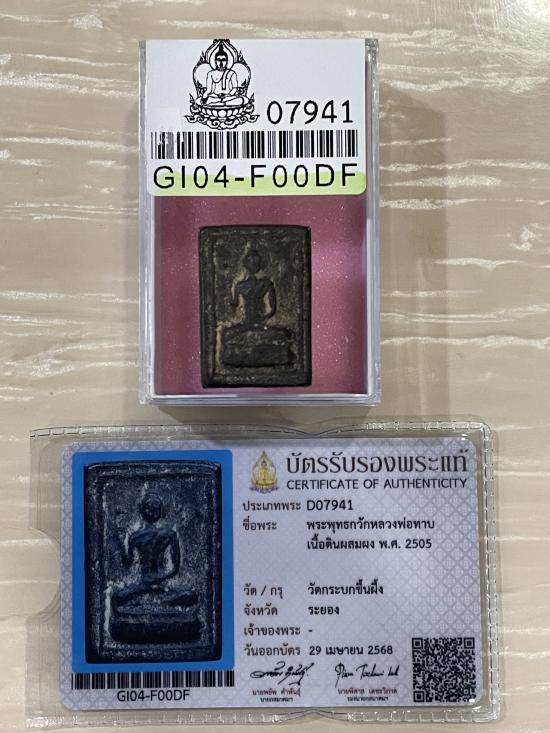 07941
GI04-F00DF
บัตรรับรองพระแท้
CERTIFICATE OF AUTHENTICITY
ประเภทพระ D07941
ชื่อพระ พระพุทธกวักหลวงพ่อทาบ
เนื้อดินผสมผง พ.ศ. 2505
วัด / กรุ วัดกระบกขึ้นผึ้ง
จังหวัด ระยอง
เจ้าของพระ -
วันออกบัตร 29 เมษายน 2568
GI04-F00DF